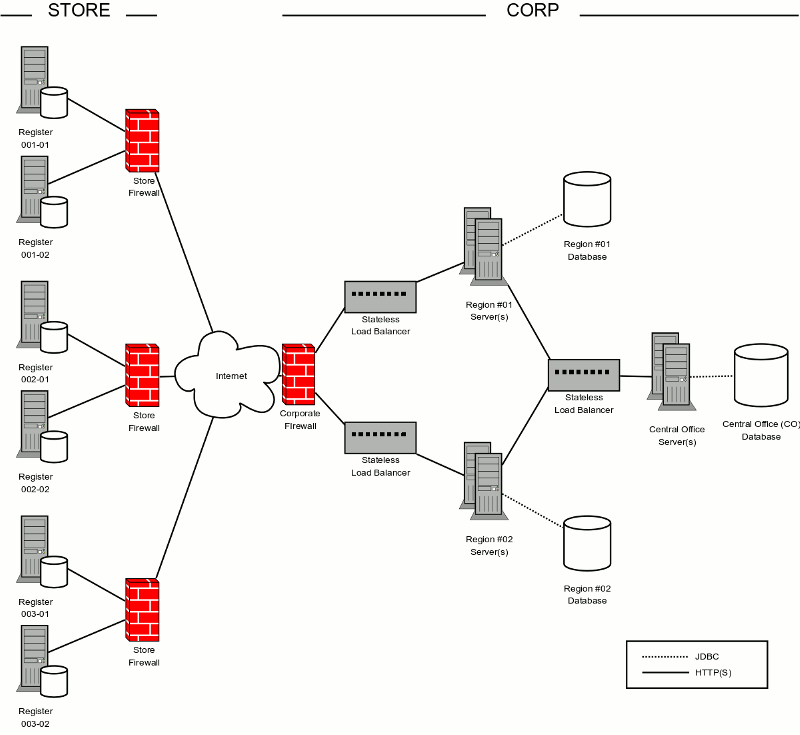 STORE
CORP
Register
001-01
Store
Firewall
Register
001-02
Region #01
Database
Region #01
Server(s)
Stateless
Load Balancer
Register
002-01
Internet
Store
Firewall
Corporate
Firewall
Stateless
Load Balancer
Central Office
Server(s)
Central Office (CO)
Database
Stateless
Load Balancer
Register
002-02
Region #02
Server(s)
Region #02
Database
Register
003-01
Store
Firewall
Register
003-02
JDBC
HTTP(S)